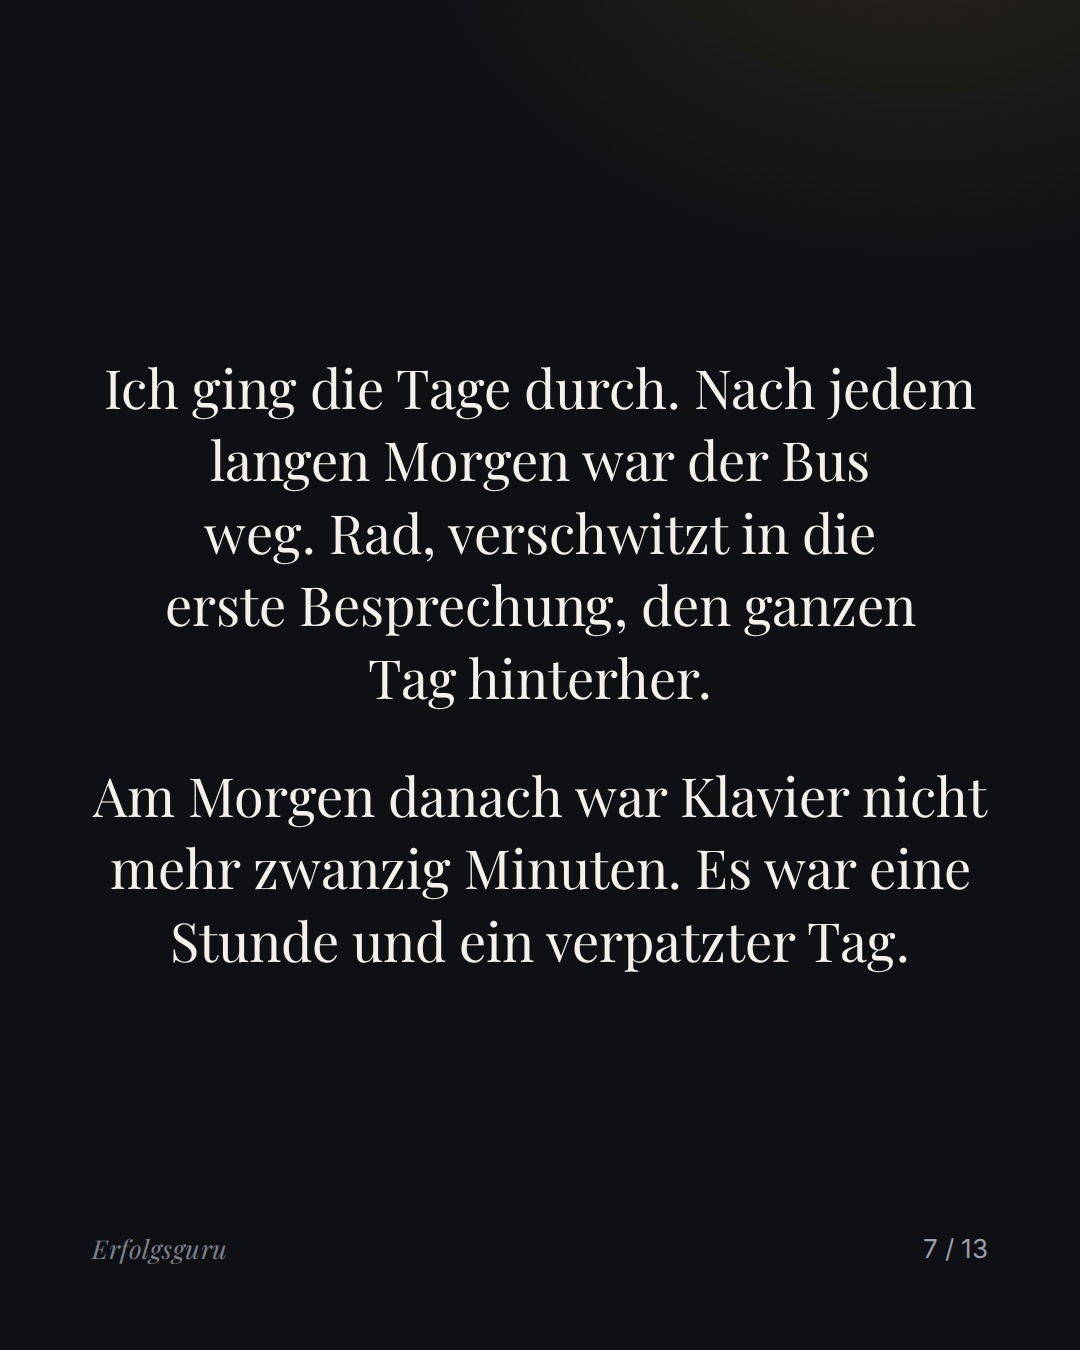 Ich ging die Tage durch. Nach jedem
langen Morgen war der Bus
weg. Rad, verschwitzt in die
erste Besprechung, den ganzen
Tag hinterher.
Am Morgen danach war Klavier nicht
mehr zwanzig Minuten. Es war eine
Stunde und ein verpatzter Tag.
Erfolgsguru
7 / 13